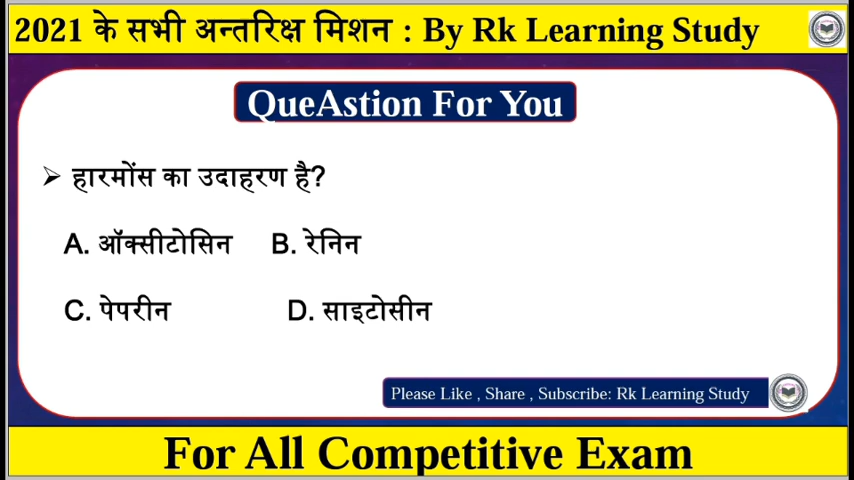 2021 के सभी अन्तरिक्ष मिशन : By Rk Learning Study
QueAstion For You
➢ हारमोंस का उदाहरण है?
A. ऑक्सीटोसिन B. रेनिन
C. पेपरीन D. साइटोसीन
Please Like , Share , Subscribe: Rk Learning Study
For All Competitive Exam